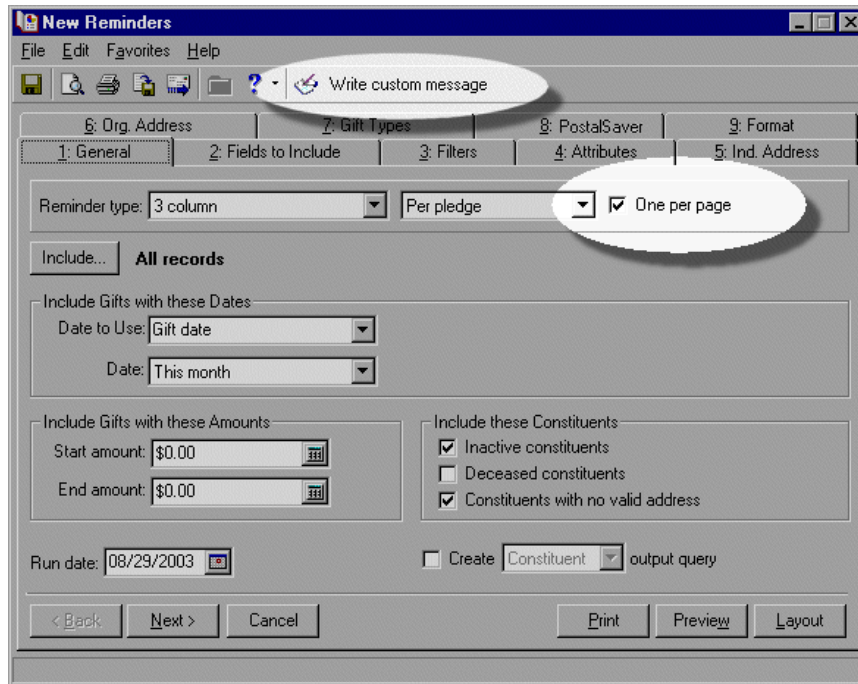 New Reminders
File Edit Favorites Help
? Write custom message
6: Org. Address 7: Gift Types 8: PostalSaver 9: Format
1: General 2: Fields to Include 3: Filters 4: Attributes 5: Ind. Address
Reminder type: 3 column Per pledge One per page
Include... All records
Include Gifts with these Dates
Date to Use: Gift date
Date: This month
Include Gifts with these Amounts Include these Constituents
Start amount: $0.00 Inactive constituents
Deceased constituents
End amount: $0.00 Constituents with no valid address
Run date: 08/29/2003 Create Constituent output query
< Back Next > Cancel Print Preview Layout